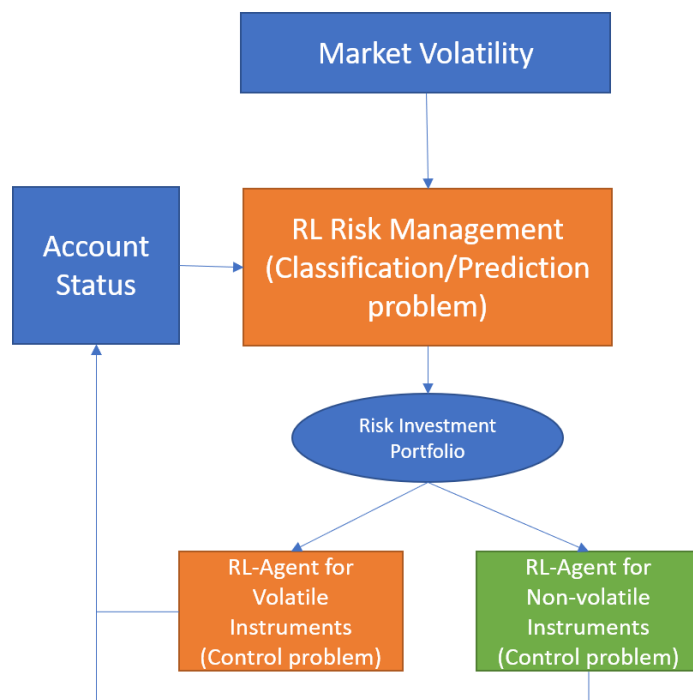 Market Volatility
Account
Status
RL Risk Management
(Classification/Prediction
problem)
Risk Investment
Portfolio
RL-Agent for
Volatile
Instruments
(Control problem)
RL-Agent for
Non-volatile
Instruments
(Control problem)